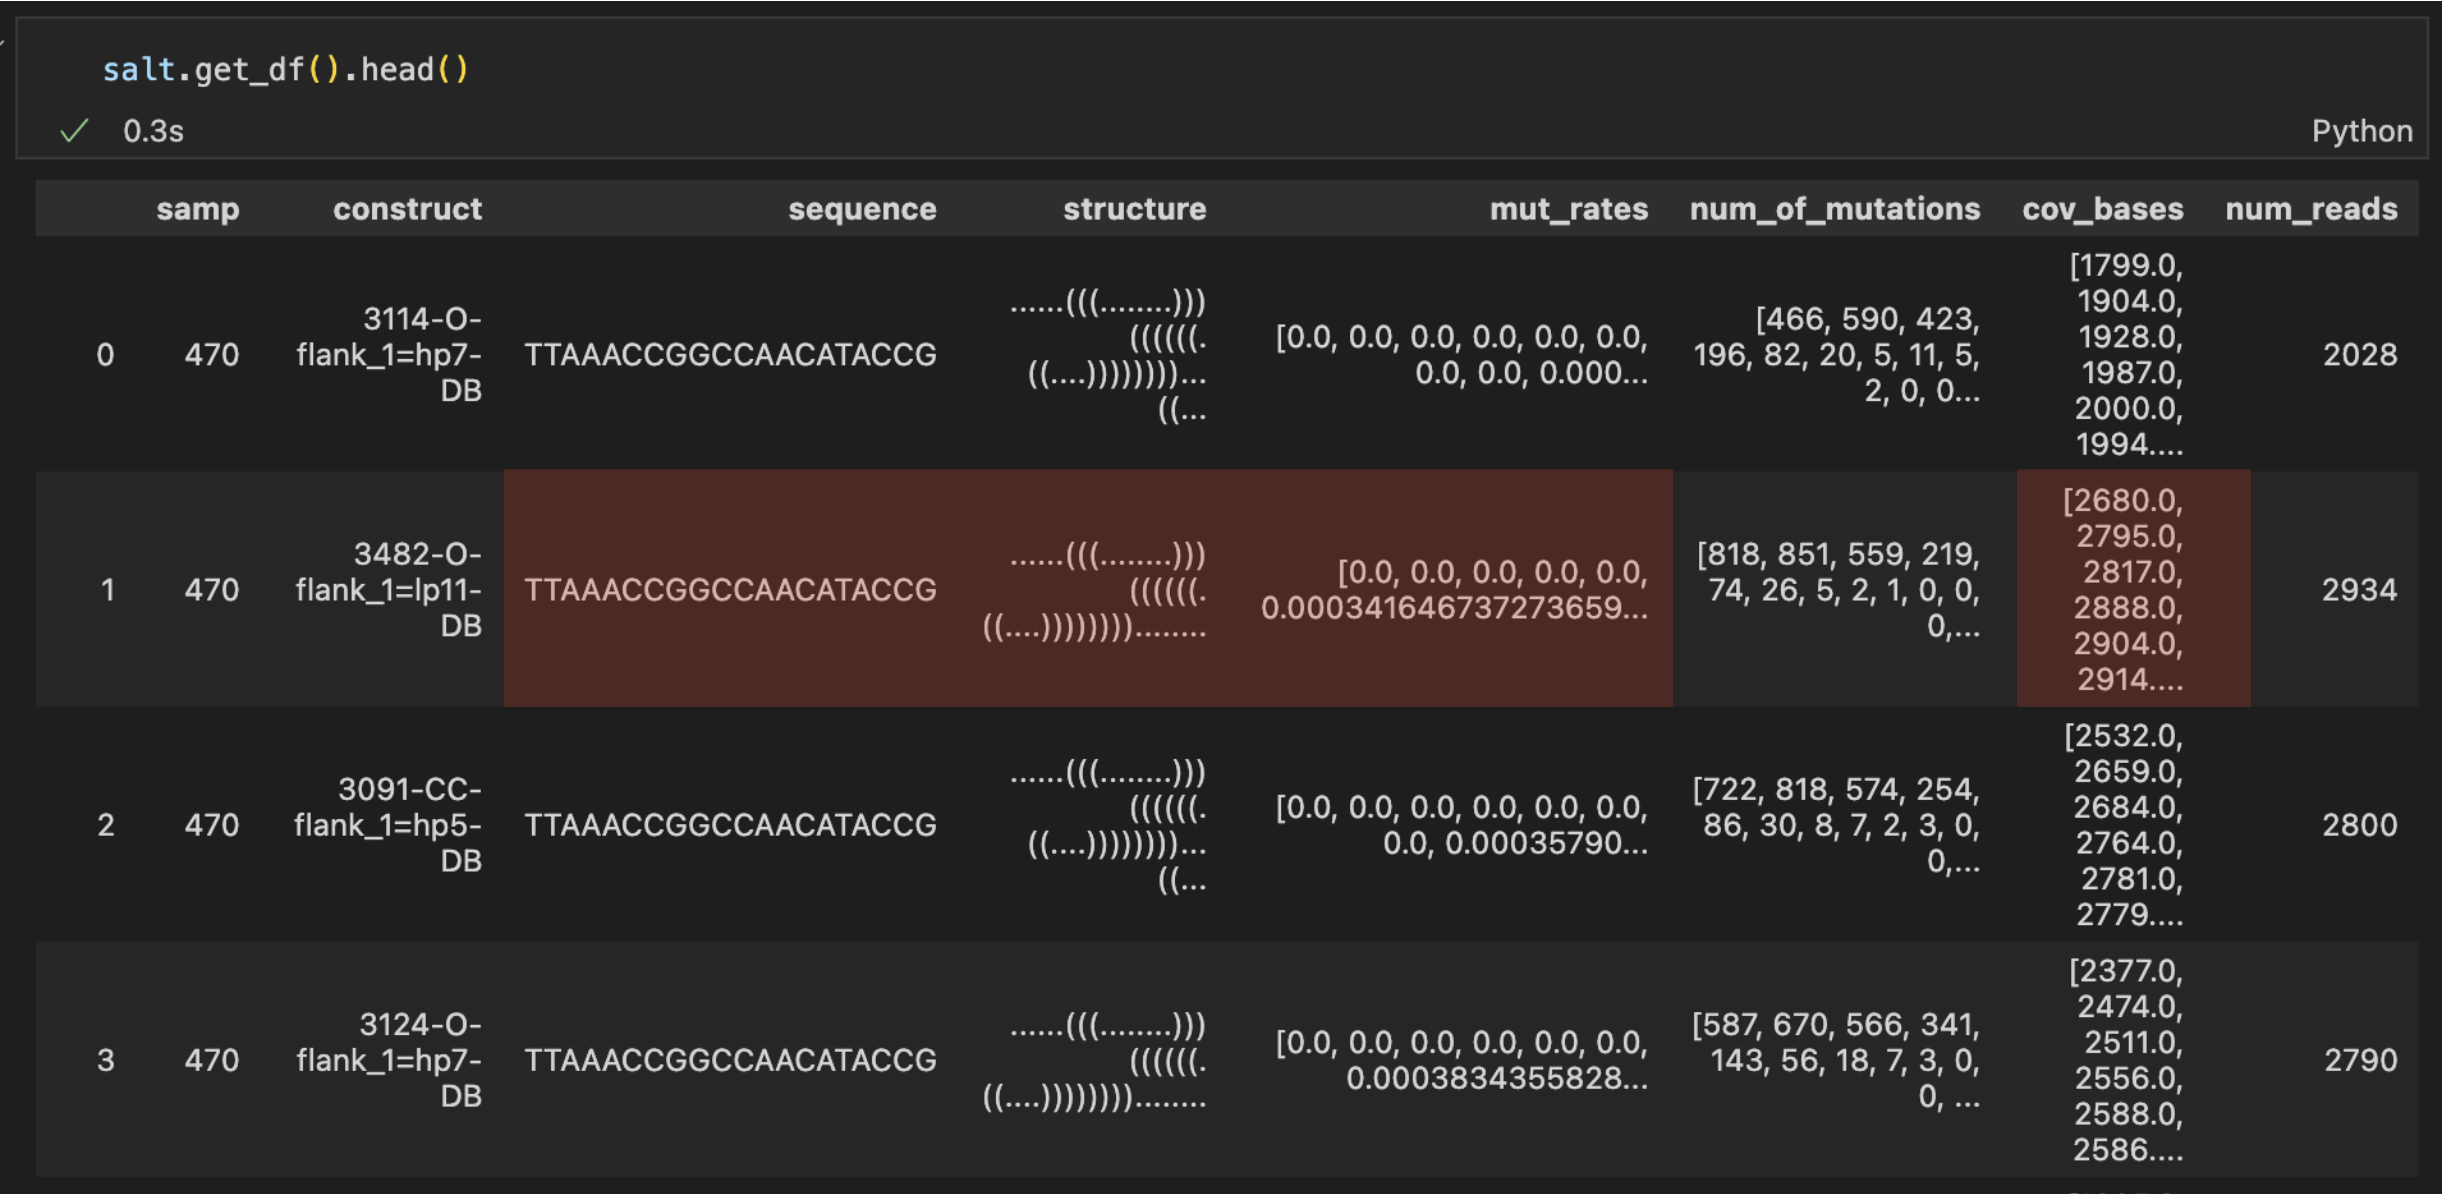 salt.get_df().head()
0.3s
Python
samp construct sequence structure mut_rates num_of_mutations cov_bases num_reads
0 470
3114-O-
flank_1=hp7-
DB
TTAAACCGGCCAACATACCG
......(((........)))
((((((.
((....))))))))...
((...
[0.0, 0.0, 0.0, 0.0, 0.0, 0.0,
0.0, 0.0, 0.000...
[466, 590, 423,
196, 82, 20, 5, 11, 5,
2, 0, 0...
[1799.0,
1904.0,
1928.0,
1987.0,
2000.0,
1994....
2028
1 470
3482-O-
flank_1=lp11-
DB
TTAAACCGGCCAACATACCG
......(((........)))
((((((.
((....))))))))........
[0.0, 0.0, 0.0, 0.0, 0.0,
0.000341646737273659...
[818, 851, 559, 219,
74, 26, 5, 2, 1, 0, 0,
0,...
[2680.0,
2795.0,
2817.0,
2888.0,
2904.0,
2914....
2934
2 470
3091-CC-
flank_1=hp5-
DB
TTAAACCGGCCAACATACCG
......(((........)))
((((((.
((....))))))))...
((...
[0.0, 0.0, 0.0, 0.0, 0.0, 0.0,
0.0, 0.00035790...
[722, 818, 574, 254,
86, 30, 8, 7, 2, 3, 0,
0,...
[2532.0,
2659.0,
2684.0,
2764.0,
2781.0,
2779....
2800
3 470
3124-O-
flank_1=hp7-
DB
TTAAACCGGCCAACATACCG
......(((........)))
((((((.
((....))))))))........
[0.0, 0.0, 0.0, 0.0, 0.0, 0.0,
0.0003834355828...
[587, 670, 566, 341,
143, 56, 18, 7, 3, 0,
0, ...
[2377.0,
2474.0,
2511.0,
2556.0,
2588.0,
2586....
2790